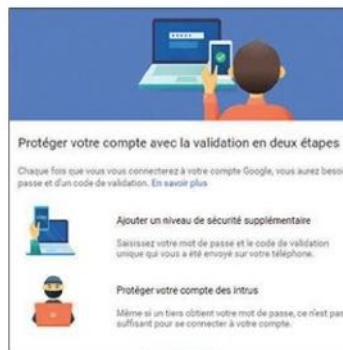 Protéger votre compte avec la validation en deux étapes
Chaque fois que vous vous connecterez à votre compte Google, vous aurez besoi
passe et d'un code de validation. En savoir plus
Ajouter un niveau de sécurité supplémentaire
Saisissez votre mot de passe et le code de validation
unique qui vous a été envoyé sur votre téléphone.
Protéger votre compte des intrus
Même si un tiers obtient votre mot de passe, ce n'est pas
suffisant pour se connecter à votre compte.